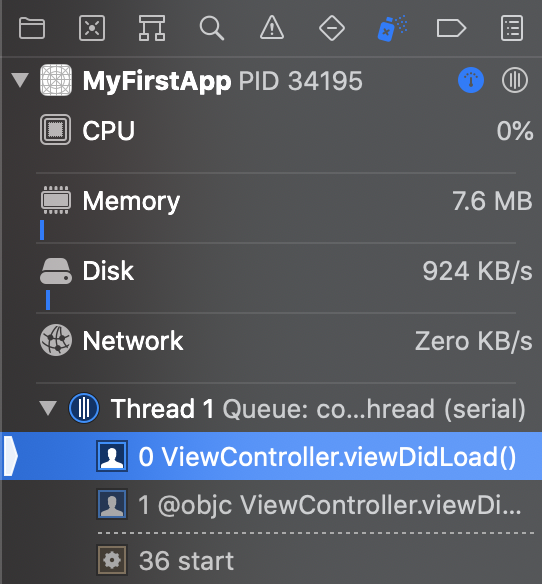 MyFirstApp PID 34195
CPU 0%
Memory 7.6 MB
Disk 924 KB/s
Network Zero KB/s
Thread 1 Queue: co...hread (serial)
0 ViewController.viewDidLoad()
1 @objc ViewController.viewDi...
36 start